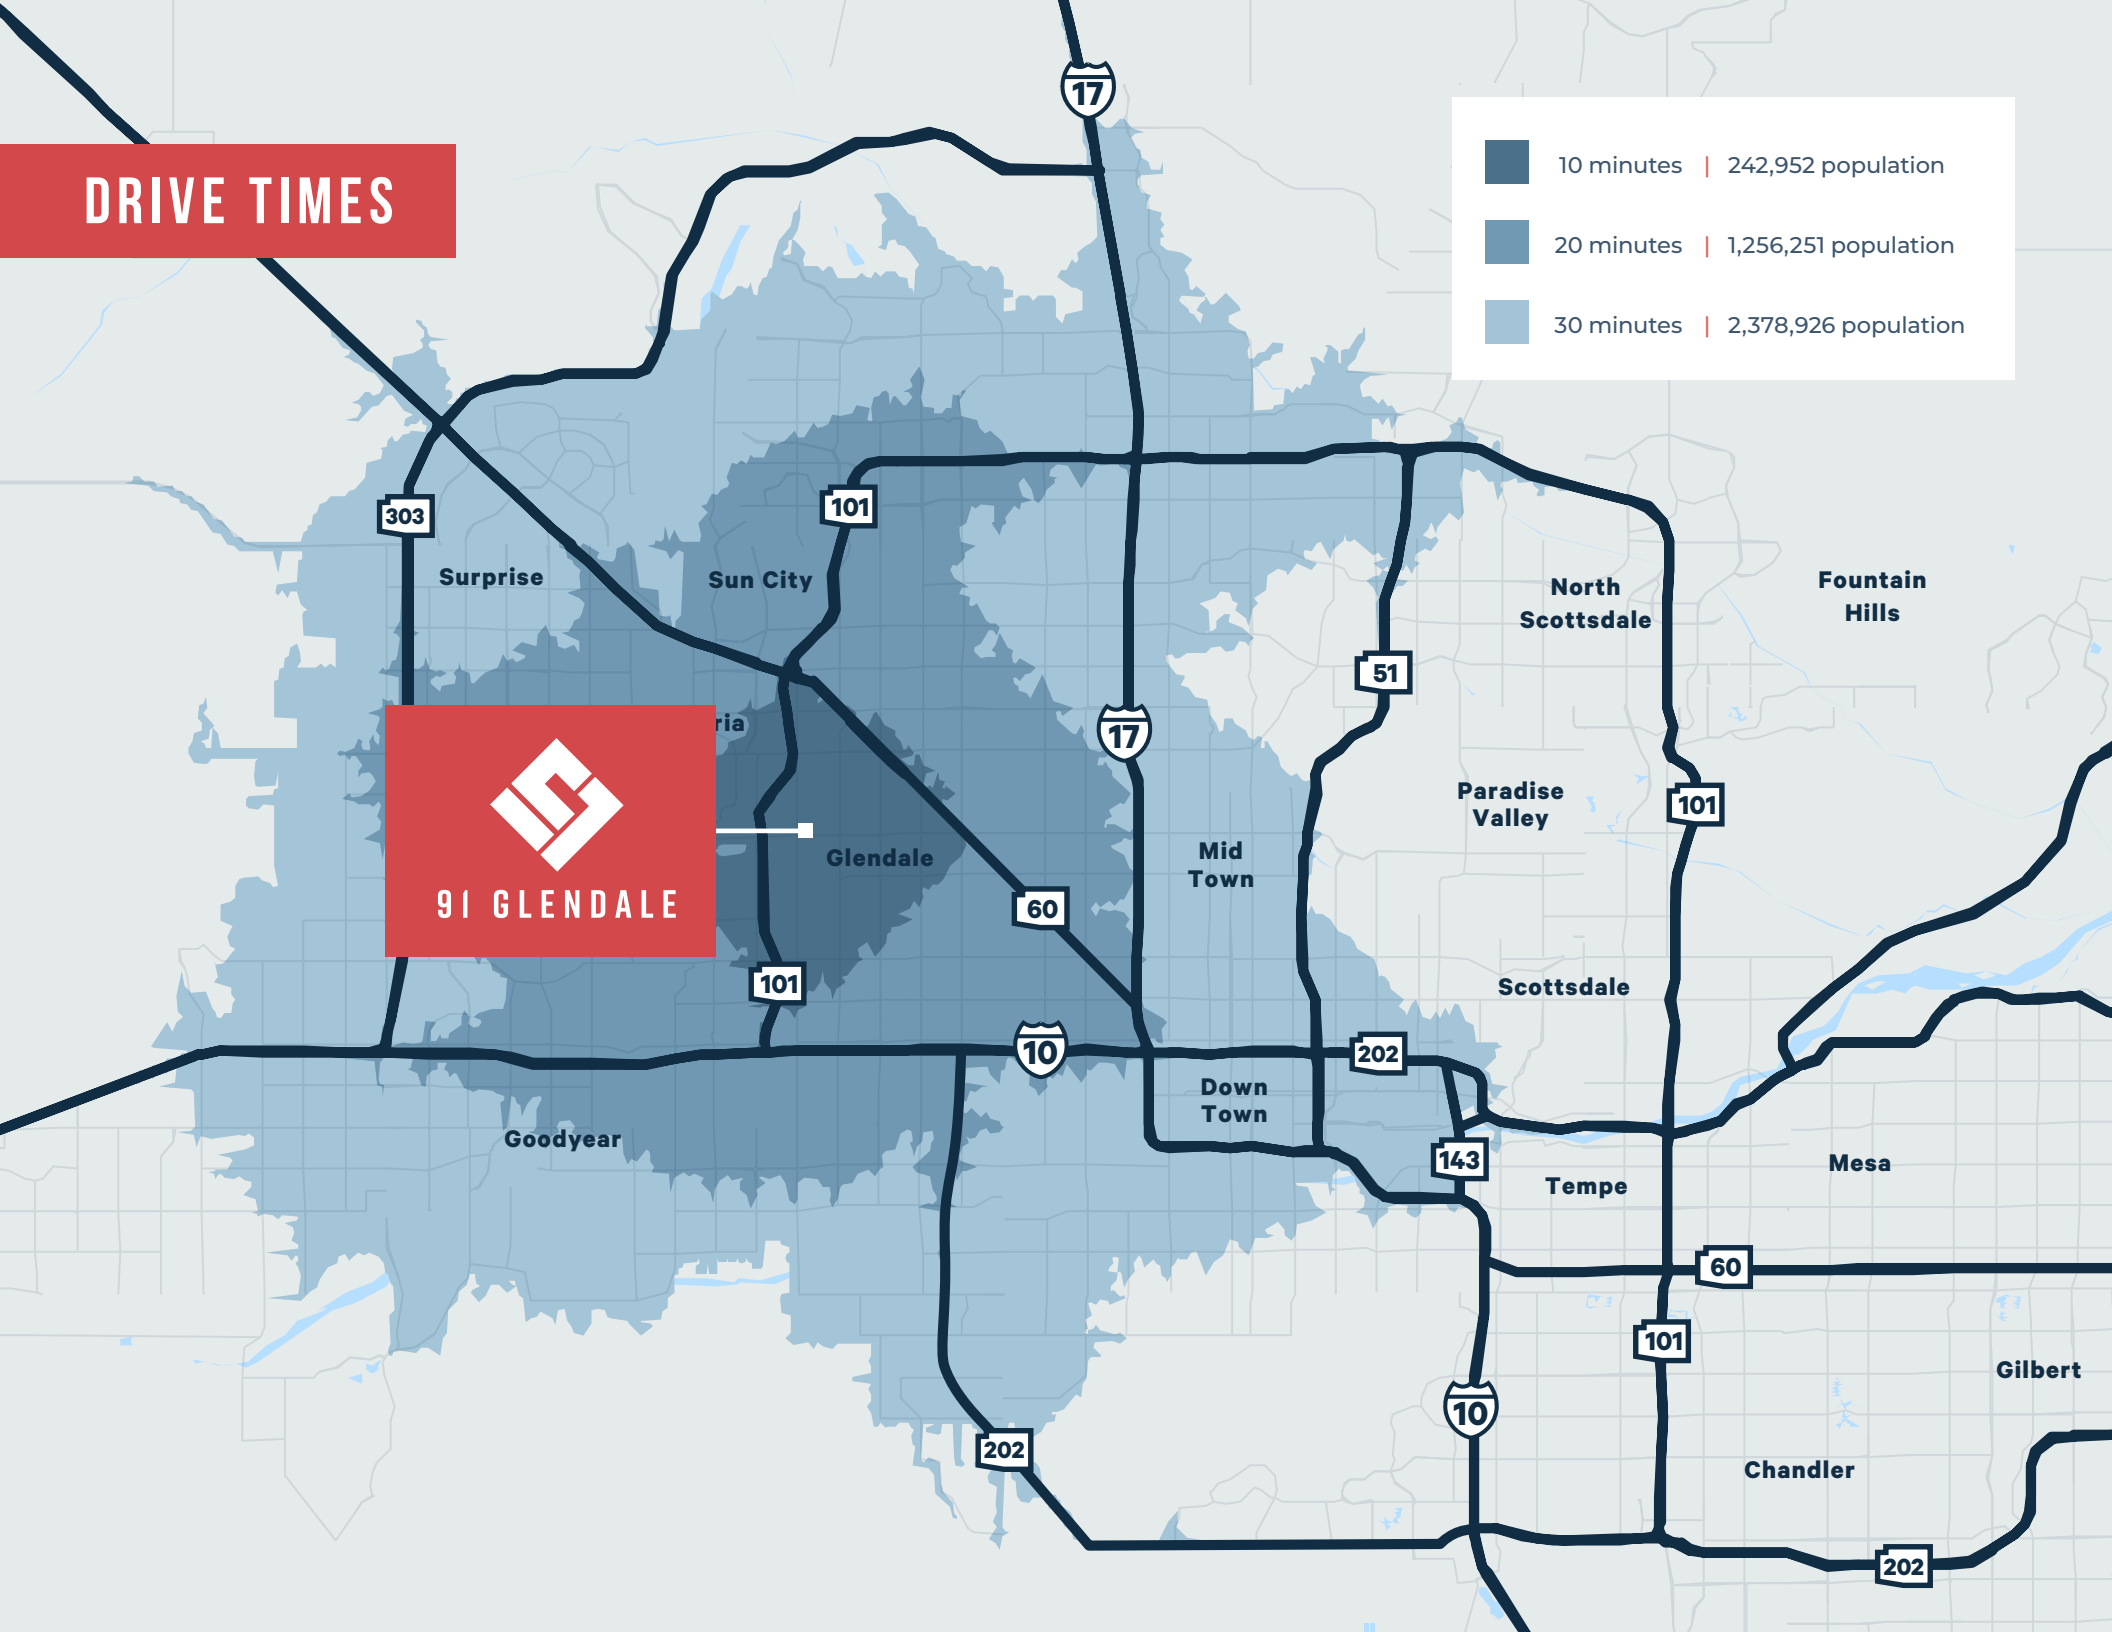 17
DRIVE TIMES
10 minutes | 242,952 population
20 minutes | 1,256,251 population
30 minutes | 2,378,926 population
303
101
Surprise
Sun City
North
Scottsdale
Fountain
Hills
51
ria
17
Paradise
Valley
101
Mid
Town
Glendale
91 GLENDALE
60
101
Scottsdale
10
202
Down
Town
Goodyear
143
Tempe
Mesa
60
101
Gilbert
10
202
Chandler
202